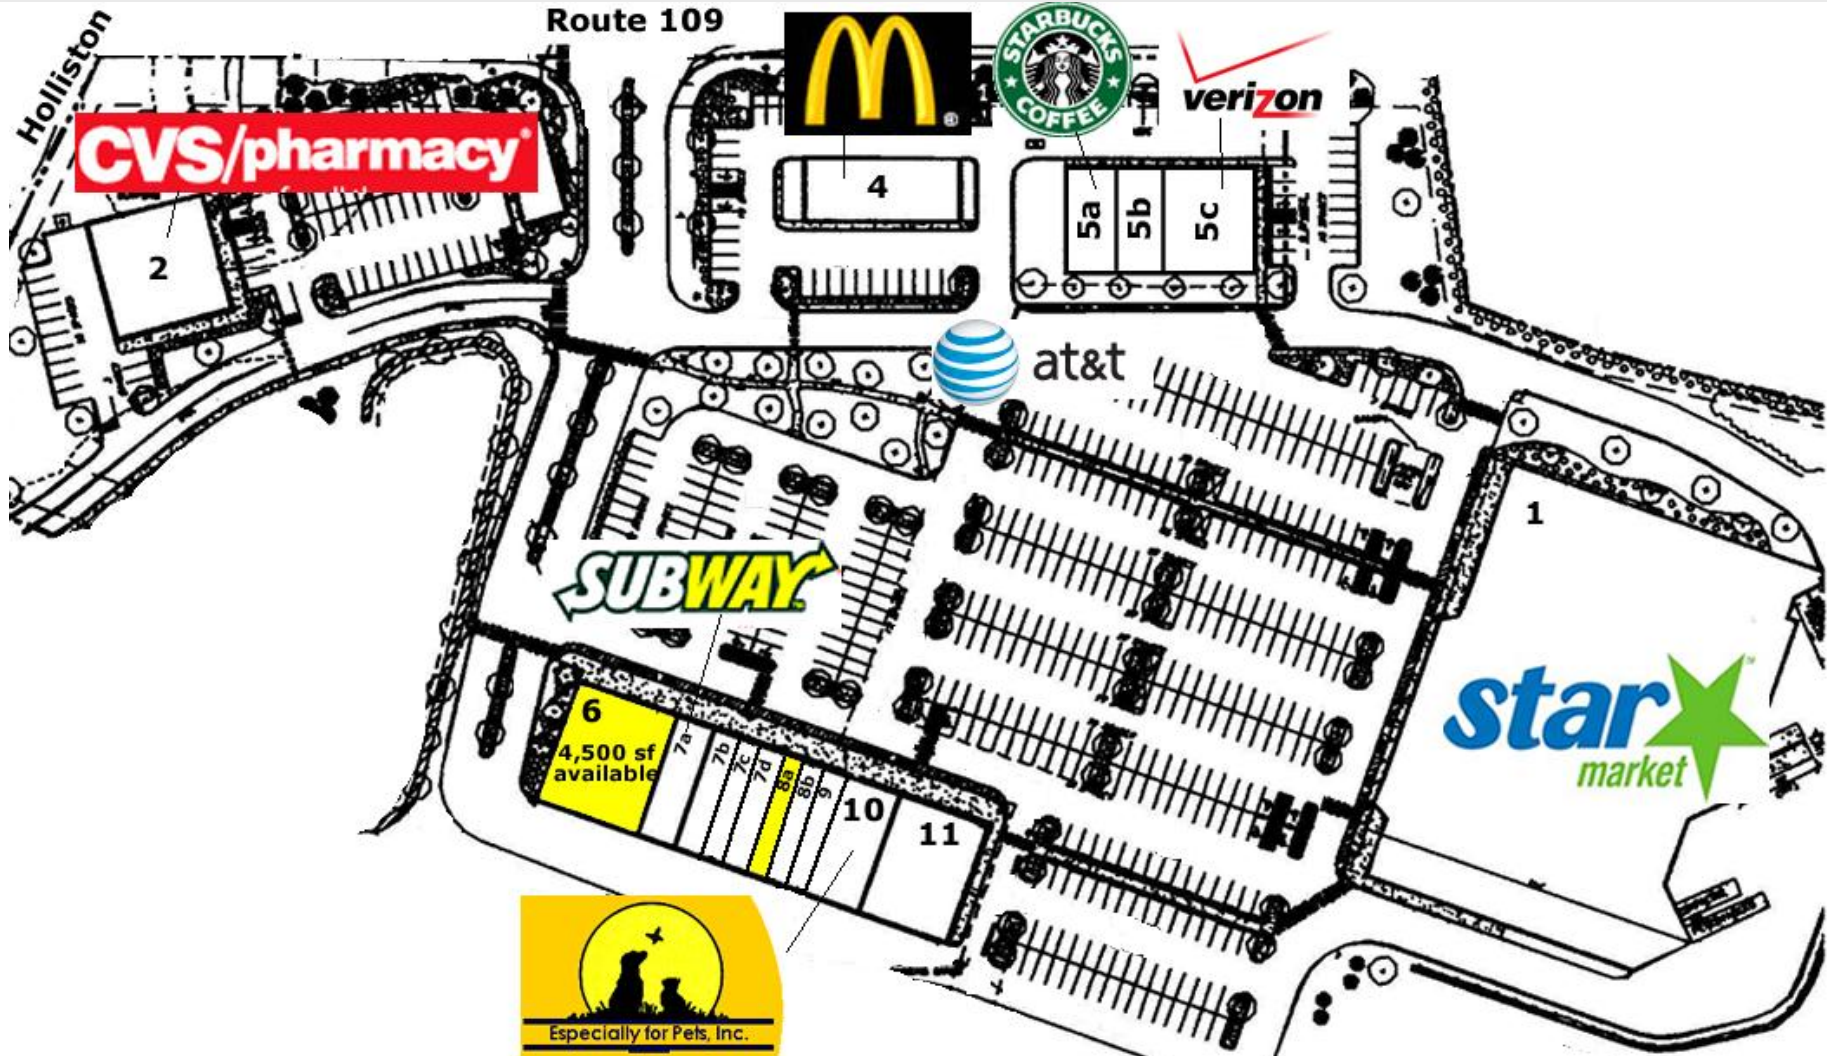 Route 109
Holliston
CVS/pharmacy®
STARBUCKS
COFFEE
verizon
2
4
5a
5b
5c
at&t
1
SUBWAY
star
market
6
4,500 sf
available
7a
7b
7c
7d
8a
8b
9
10
11
Especially for Pets, Inc.